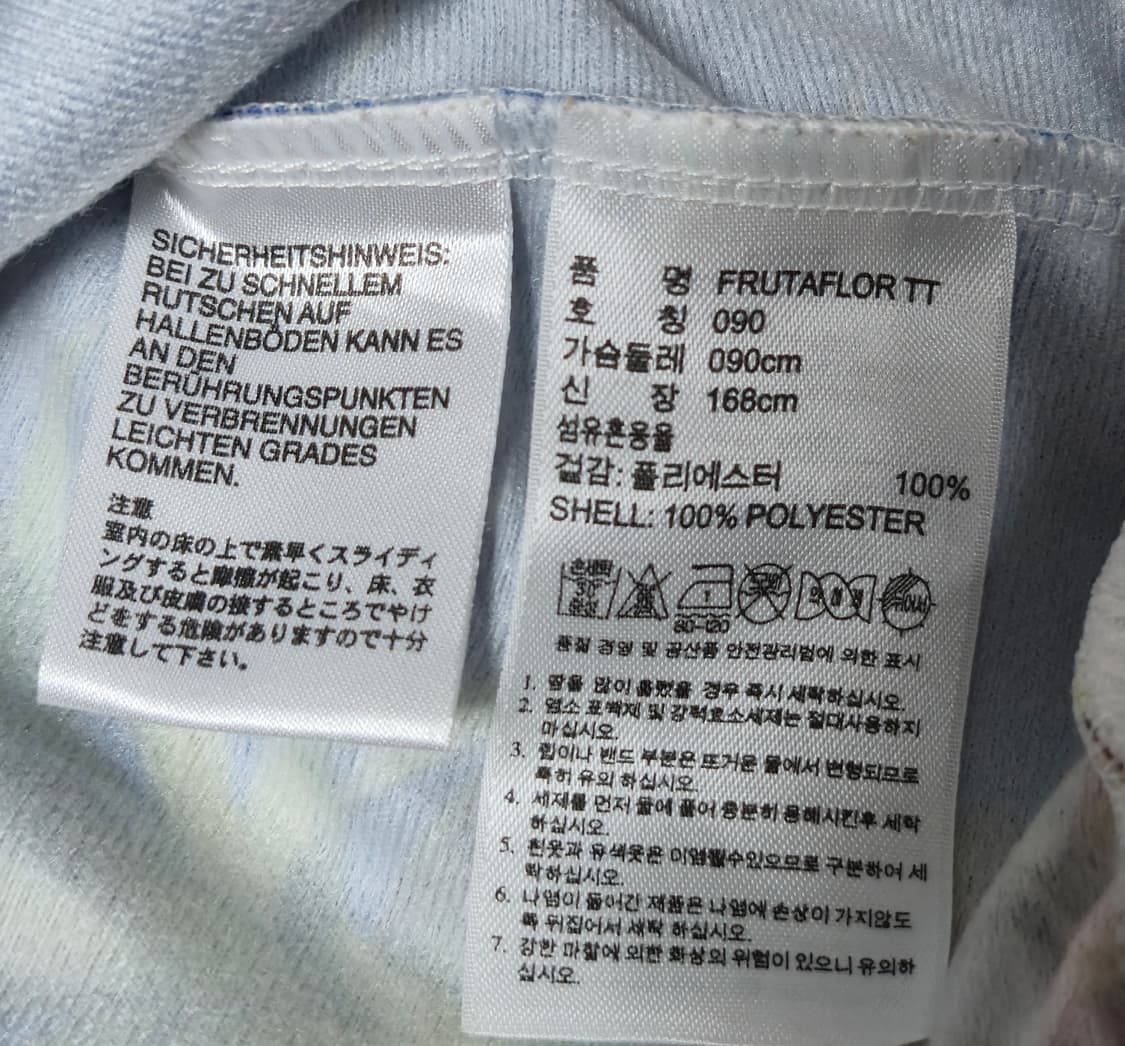 SICHERHEITSHINWEIS:
BEI ZU SCHNELLEM
RUTSCHEN AUF
HALLENBÖDEN KANN ES
AN DEN
BERÜHRUNGSPUNKTEN
ZU VERBRENNUNGEN
LEICHTEN GRADES
KOMMEN.
注意
室内の床の上で素早くスライディ
ングすると摩擦が起こり、床、衣
服及び皮膚の接するところでやけ
どをする危険がありますので十分
注意して下さい。
품 명 FRUTAFLOR TT
호 칭 090
가슴둘레 090cm
신 장 168cm
섬유혼용율
겉감: 폴리에스터 100%
SHELL: 100% POLYESTER
손세탁 30° 중성
80-120
품질 경영 및 공산품 안전관리법에 의한 표시
1. 땀을 많이 흘렸을 경우 즉시 세탁하십시오.
2. 염소 표백제 및 강력효소세제는 절대사용하지
마십시오.
3. 힙이나 밴드 부분은 뜨거운 물에서 변형되므로
특히 유의 하십시오.
4. 세제를 먼저 물에 풀어 충분히 용해시킨후 세탁
하십시오.
5. 흰옷과 유색옷은 이염될수있으므로 구분하여 세
탁하십시오.
6. 나염이 들어간 제품은 나염에 손상이 가지않도
록 뒤집어서 세탁 하십시오.
7. 강한 마찰에 의한 화상의 위험이 있으니 유의하
십시오.